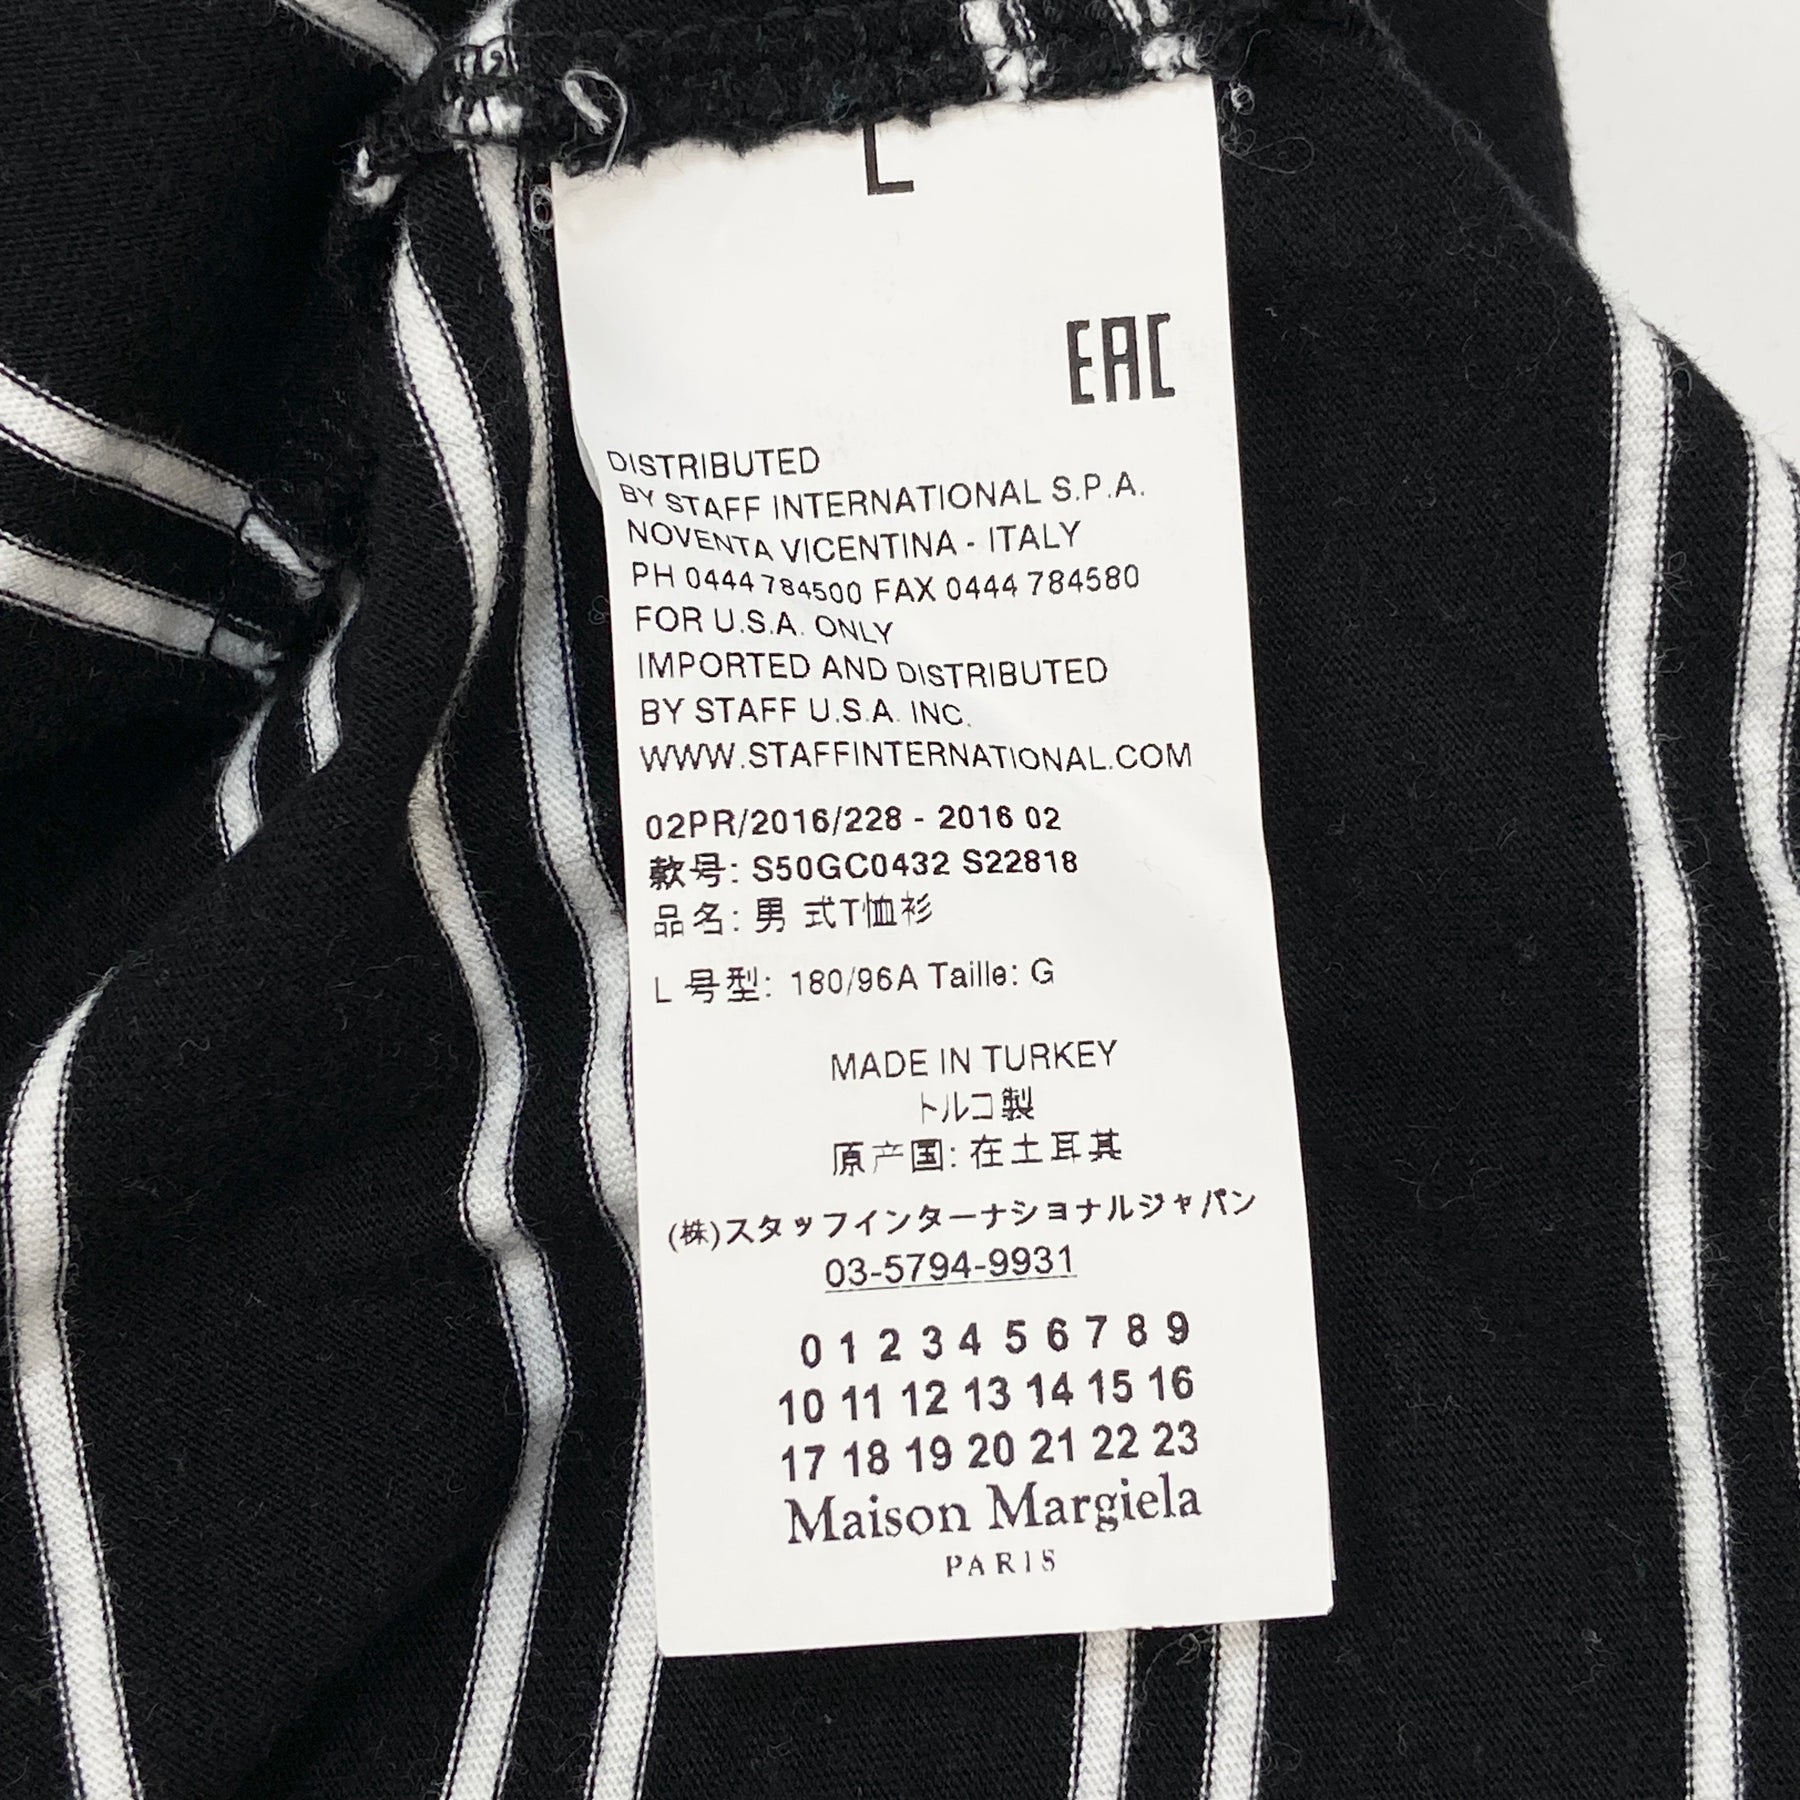 L
EAC
DISTRIBUTED
BY STAFF INTERNATIONAL S.P.A.
NOVENTA VICENTINA - ITALY
PH 0444 784500 FAX 0444 784580
FOR U.S.A. ONLY
IMPORTED AND DISTRIBUTED
BY STAFF U.S.A. INC.
WWW.STAFFINTERNATIONAL.COM
02PR/2016/228 - 2016 02
款号: S50GC0432 S22818
品名: 男 式T恤衫
L 号型: 180/96A Taille: G
MADE IN TURKEY
トルコ製
原产国: 在土耳其
(株)スタッフインターナショナルジャパン
03-5794-9931
0 1 2 3 4 5 6 7 8 9
10 11 12 13 14 15 16
17 18 19 20 21 22 23
Maison Margiela
PARIS